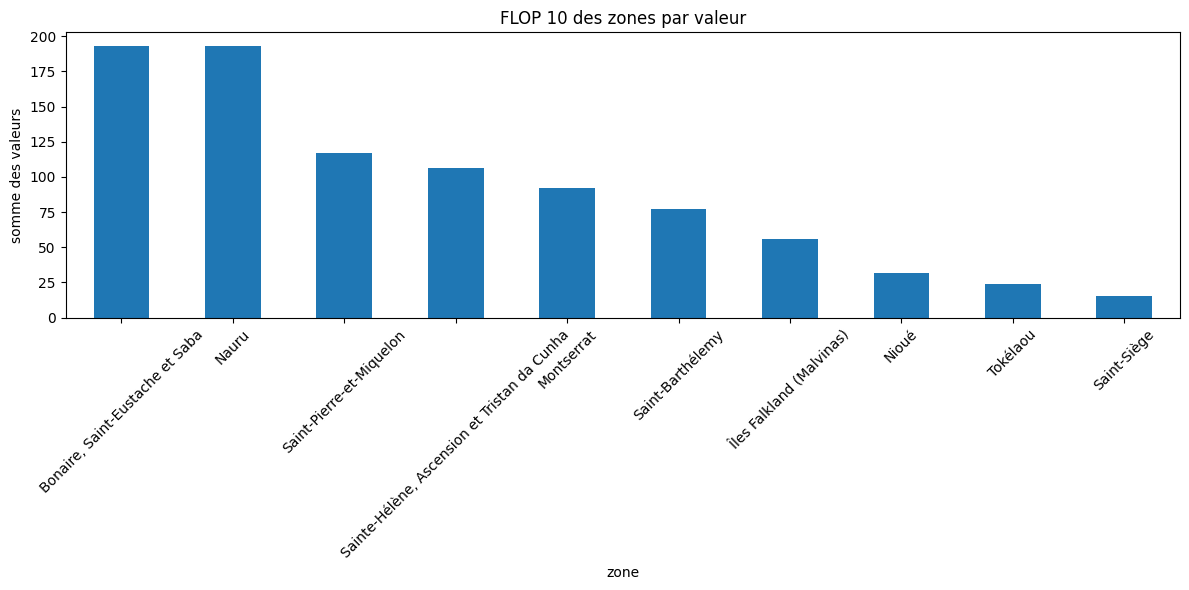 FLOP 10 des zones par valeur
somme des valeurs
200
175
150
125
100
75
50
25
0
Bonaire, Saint-Eustache et Saba
Nauru
Saint-Pierre-et-Miquelon
Sainte-Hélène, Ascension et Tristan da Cunha
Montserrat
Saint-Barthélemy
Îles Falkland (Malvinas)
Nioué
Tokélaou
Saint-Siège
zone